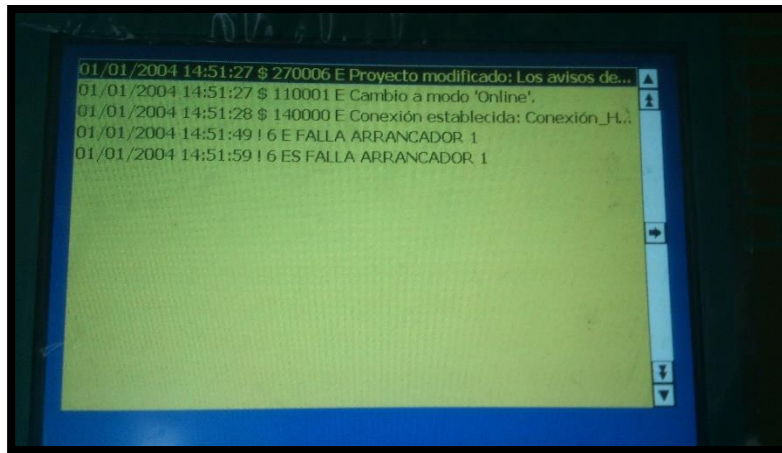 01/01/2004 14:51:27 $ 270006 E Proyecto modificado: Los avisos de...
01/01/2004 14:51:27 $ 110001 E Cambio a modo 'Online'.
01/01/2004 14:51:28 $ 140000 E Conexión establecida: Conexión_H...
01/01/2004 14:51:49 ! 6 E FALLA ARRANCADOR 1
01/01/2004 14:51:59 ! 6 ES FALLA ARRANCADOR 1